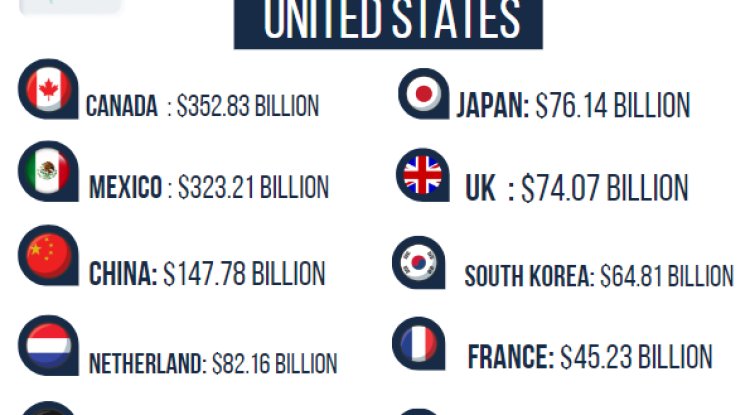 UNITED STATES
CANADA : $352.83 BILLION
MEXICO : $323.21 BILLION
CHINA: $147.78 BILLION
NETHERLAND: $82.16 BILLION
JAPAN: $76.14 BILLION
UK : $74.07 BILLION
SOUTH KOREA: $64.81 BILLION
FRANCE: $45.23 BILLION